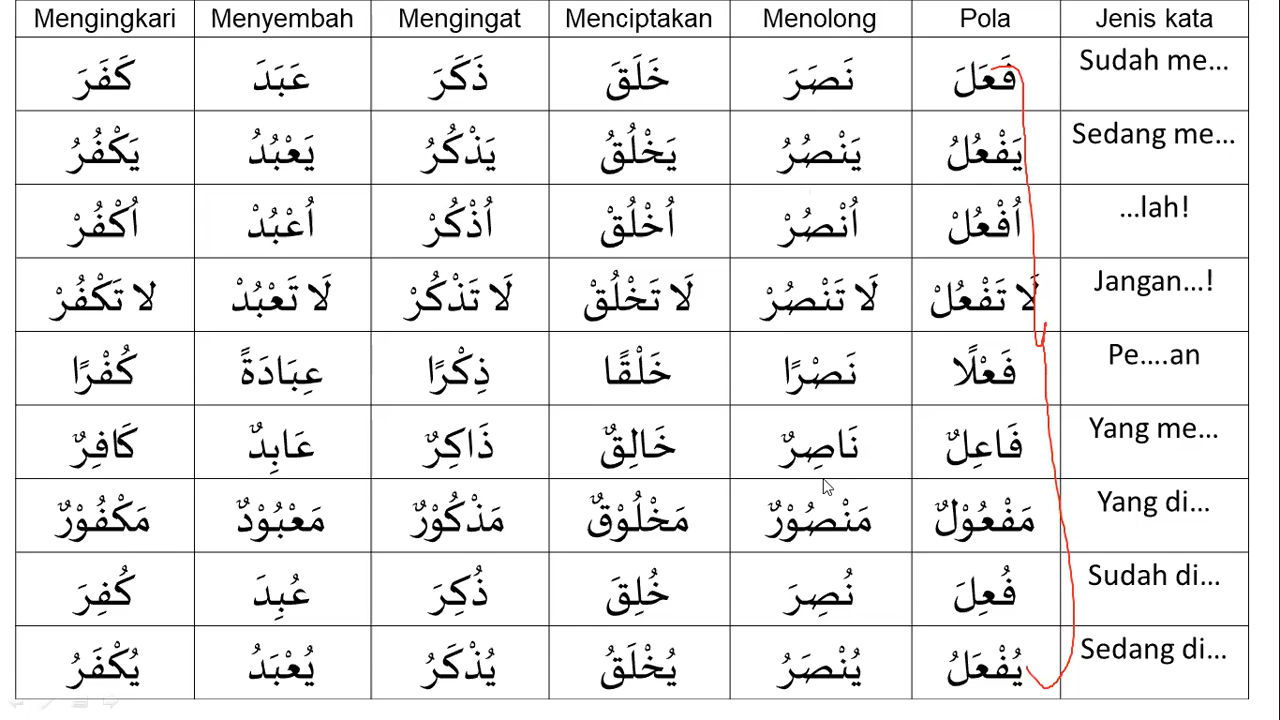 Mengingkari Menyembah Mengingat Menciptakan Menolong Pola Jenis kata
كَفَرَ عَبَدَ ذَكَرَ خَلَقَ نَصَرَ فَعَلَ Sudah me...
يَكْفُرُ يَعْبُدُ يَذْكُرُ يَخْلُقُ يَنْصُرُ يَفْعُلُ Sedang me...
اُكْفُرْ اُعْبُدْ اُذْكُرْ اُخْلُقْ اُنْصُرْ اُفْعُلْ ...lah!
لا تَكْفُرْ لَا تَعْبُدْ لَا تَذْكُرْ لَا تَخْلُقْ لَا تَنْصُرْ لَا تَفْعُلْ Jangan...!
كُفْرًا عِبَادَةً ذِكْرًا خَلْقًا نَصْرًا فَعْلًا Pe....an
كَافِرٌ عَابِدٌ ذَاكِرٌ خَالِقٌ نَاصِرٌ فَاعِلٌ Yang me...
مَكْفُوْرٌ مَعْبُوْدٌ مَذْكُوْرٌ مَخْلُوْقٌ مَنْصُوْرٌ مَفْعُوْلٌ Yang di...
كُفِرَ عُبِدَ ذُكِرَ خُلِقَ نُصِرَ فُعِلَ Sudah di...
يُكْفَرُ يُعْبَدُ يُذْكَرُ يُخْلَقُ يُنْصَرُ يُفْعَلُ Sedang di...